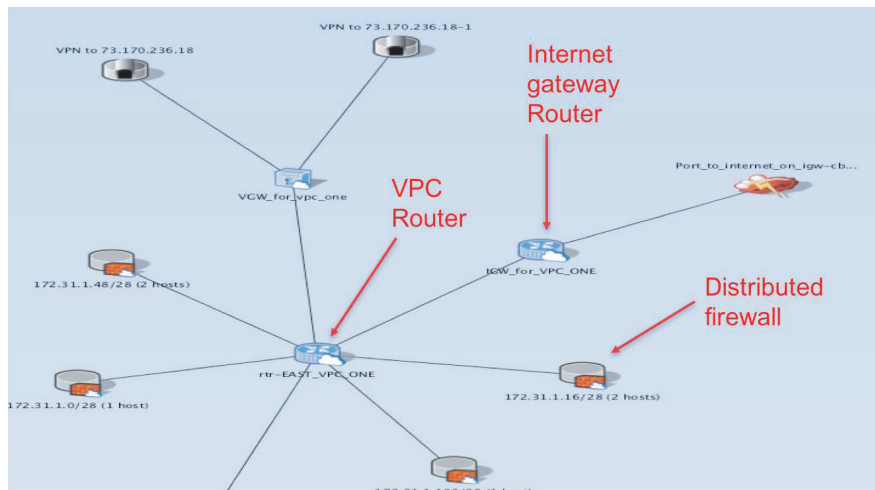 VPN to 73.170.236.18-1
VPN to 73.170.236.18
Internet
gateway
Router
Port_to_internet_on_igw-cb...
VPC
Router
VGW_for_vpc_one
IGW_for_VPC_ONE
172.31.1.48/28 (2 hosts)
Distributed
firewall
rtr-EAST_VPC_ONE
172.31.1.0/28 (1 host)
172.31.1.16/28 (2 hosts)